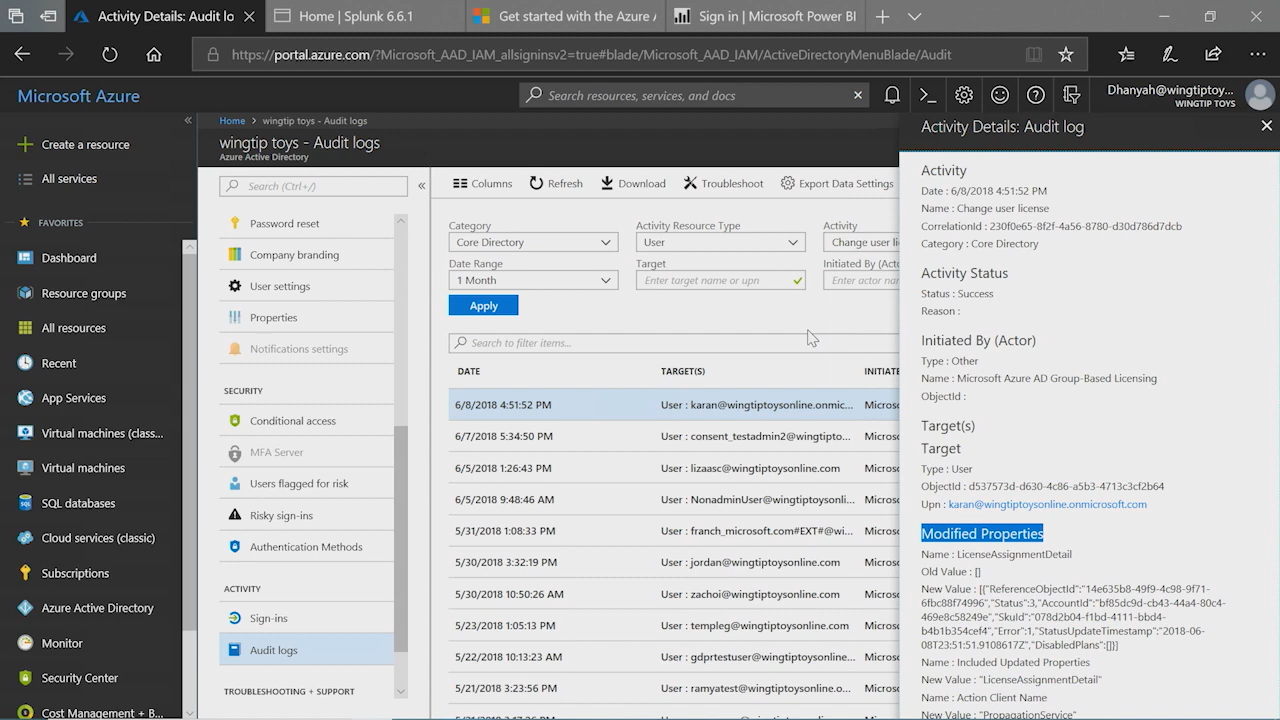 Activity Details: Audit lo
Home | Splunk 6.6.1
Get started with the Azure A
Sign in | Microsoft Power BI
https://portal.azure.com/?Microsoft_AAD_IAM_allsigninsv2=true#blade/Microsoft_AAD_IAM/ActiveDirectoryMenuBlade/Audit
Microsoft Azure
Search resources, services, and docs
Dhanyah@wingtiptoy...
WINGTIP TOYS
Create a resource
All services
FAVORITES
Dashboard
Resource groups
All resources
Recent
App Services
Virtual machines (clas...
Virtual machines
SQL databases
Cloud services (classic)
Subscriptions
Azure Active Directory
Monitor
Security Center
Cost Management + B...
Home > wingtip toys - Audit logs
wingtip toys - Audit logs
Azure Active Directory
Search (Ctrl+/)
Password reset
Company branding
User settings
Properties
Notifications settings
SECURITY
Conditional access
MFA Server
Users flagged for risk
Risky sign-ins
Authentication Methods
ACTIVITY
Sign-ins
Audit logs
TROUBLESHOOTING + SUPPORT
Columns Refresh Download Troubleshoot Export Data Settings
Category Activity Resource Type Activity
Core Directory User Change user li
Date Range Target Initiated By (Acto
1 Month Enter target name or upn Enter actor nam
Apply
Search to filter items...
DATE TARGET(S) INITIATE
6/8/2018 4:51:52 PM User : karan@wingtiptoysonline.onmic... Microso
6/7/2018 5:34:50 PM User : consent_testadmin2@wingtipto... Microso
6/5/2018 1:26:43 PM User : lizaasc@wingtiptoysonline.com Microso
6/5/2018 9:48:46 AM User : NonadminUser@wingtiptoysonli... Microso
5/31/2018 1:08:33 PM User : franch_microsoft.com#EXT#@wi... Microso
5/30/2018 3:32:19 PM User : jordan@wingtiptoysonline.com Microso
5/30/2018 10:50:26 AM User : zachoi@wingtiptoysonline.com Microso
5/23/2018 1:05:13 PM User : templeg@wingtiptoysonline.com Microso
5/22/2018 10:13:23 AM User : gdprtestuser@wingtiptoysonline... Microso
5/21/2018 3:23:56 PM User : ramyatest@wingtiptoysonline.o... Microso
Activity Details: Audit log
Activity
Date : 6/8/2018 4:51:52 PM
Name : Change user license
CorrelationId : 230f0e65-8f2f-4a56-8780-d30d786d7dcb
Category : Core Directory
Activity Status
Status : Success
Reason :
Initiated By (Actor)
Type : Other
Name : Microsoft Azure AD Group-Based Licensing
ObjectId :
Target(s)
Target
Type : User
ObjectId : d537573d-d630-4c86-a5b3-4713c3cf2b64
Upn : karan@wingtiptoysonline.onmicrosoft.com
Modified Properties
Name : LicenseAssignmentDetail
Old Value : []
New Value : [{"ReferenceObjectId":"14e635b8-49f9-4c98-9f71-
6fbc88f74996","Status":3,"AccountId":"bf85dc9d-cb43-44a4-80c4-
469e8c58249e","SkuId":"078d2b04-f1bd-4111-bbd4-
b4b1b354cef4","Error":1,"StatusUpdateTimestamp":"2018-06-
08T23:51:51.9108617Z","DisabledPlans":[]}]
Name : Included Updated Properties
New Value : "LicenseAssignmentDetail"
Name : Action Client Name
New Value : "PropagationService"